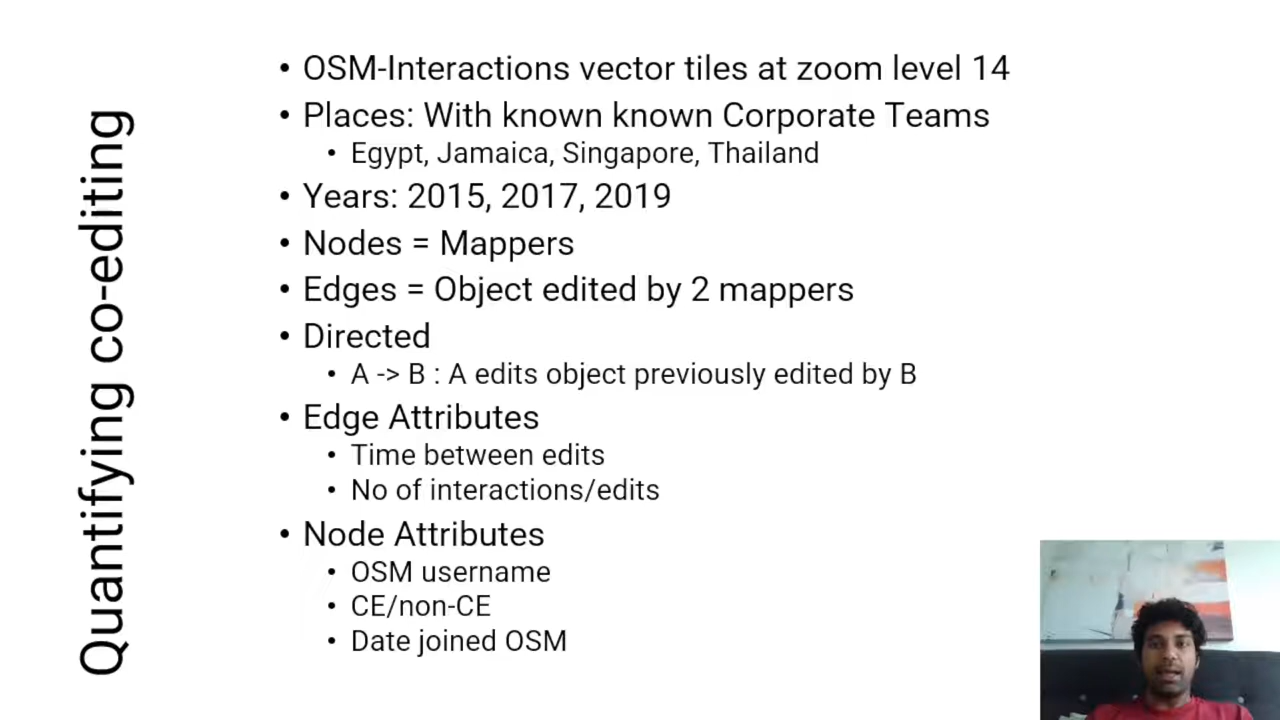 Quantifying co-editing
• OSM-Interactions vector tiles at zoom level 14
• Places: With known known Corporate Teams
• Egypt, Jamaica, Singapore, Thailand
• Years: 2015, 2017, 2019
• Nodes = Mappers
• Edges = Object edited by 2 mappers
• Directed
• A -> B : A edits object previously edited by B
• Edge Attributes
• Time between edits
• No of interactions/edits
• Node Attributes
• OSM username
• CE/non-CE
• Date joined OSM